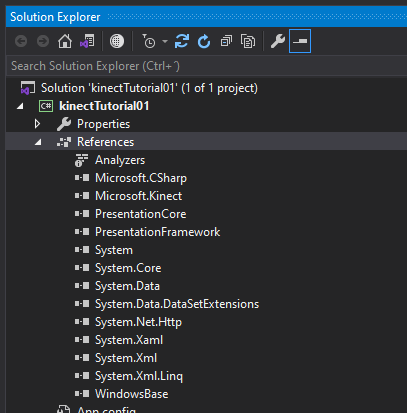 Solution Explorer
Search Solution Explorer (Ctrl+¨)
Solution 'kinectTutorial01' (1 of 1 project)
C# kinectTutorial01
Properties
References
Analyzers
Microsoft.CSharp
Microsoft.Kinect
PresentationCore
PresentationFramework
System
System.Core
System.Data
System.Data.DataSetExtensions
System.Net.Http
System.Xaml
System.Xml
System.Xml.Linq
WindowsBase
App.config